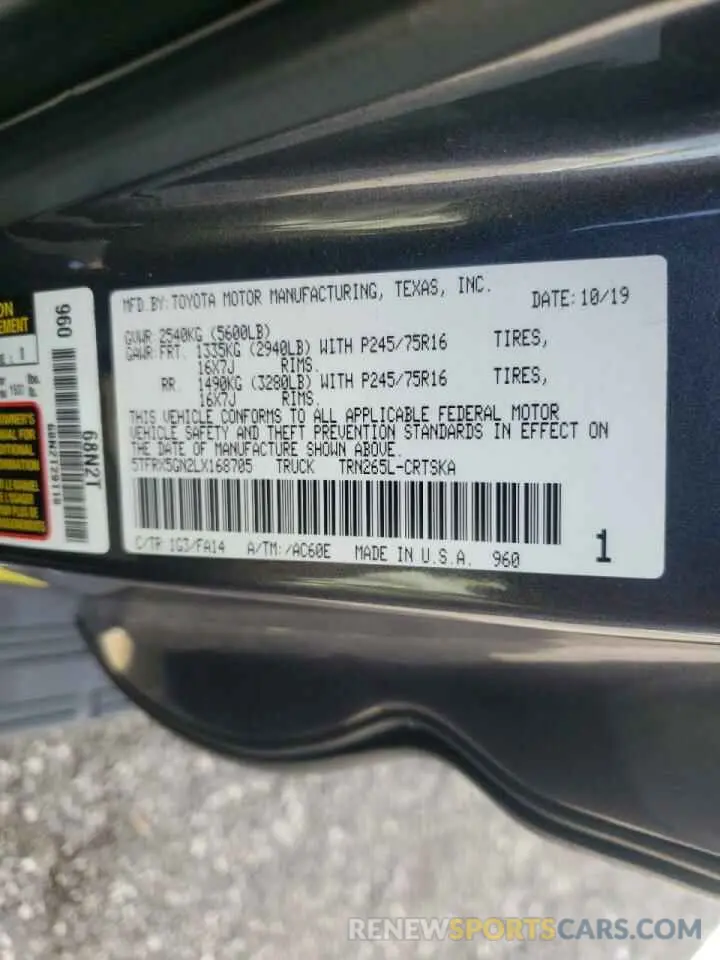 MFD.BY:TOYOTA MOTOR MANUFACTURING, TEXAS, INC. DATE:10/19
GVWR 2540KG (5600LB)
GAWR:FRT. 1335KG (2940LB) WITH P245/75R16 TIRES,
16X7J RIMS.
RR. 1490KG (3280LB) WITH P245/75R16 TIRES,
16X7J RIMS.
THIS VEHICLE CONFORMS TO ALL APPLICABLE FEDERAL MOTOR
VEHICLE SAFETY AND THEFT PREVENTION STANDARDS IN EFFECT ON
THE DATE OF MANUFACTURE SHOWN ABOVE.
5TFRX5GN2LX168705 TRUCK TRN265L-CRTSKA
C/TR:1G3/FA14 A/TM:/AC60E MADE IN U.S.A. 960
1
960
68N2T
OWNER'S
MANUAL FOR
RENEWSPORTSCARS.COM